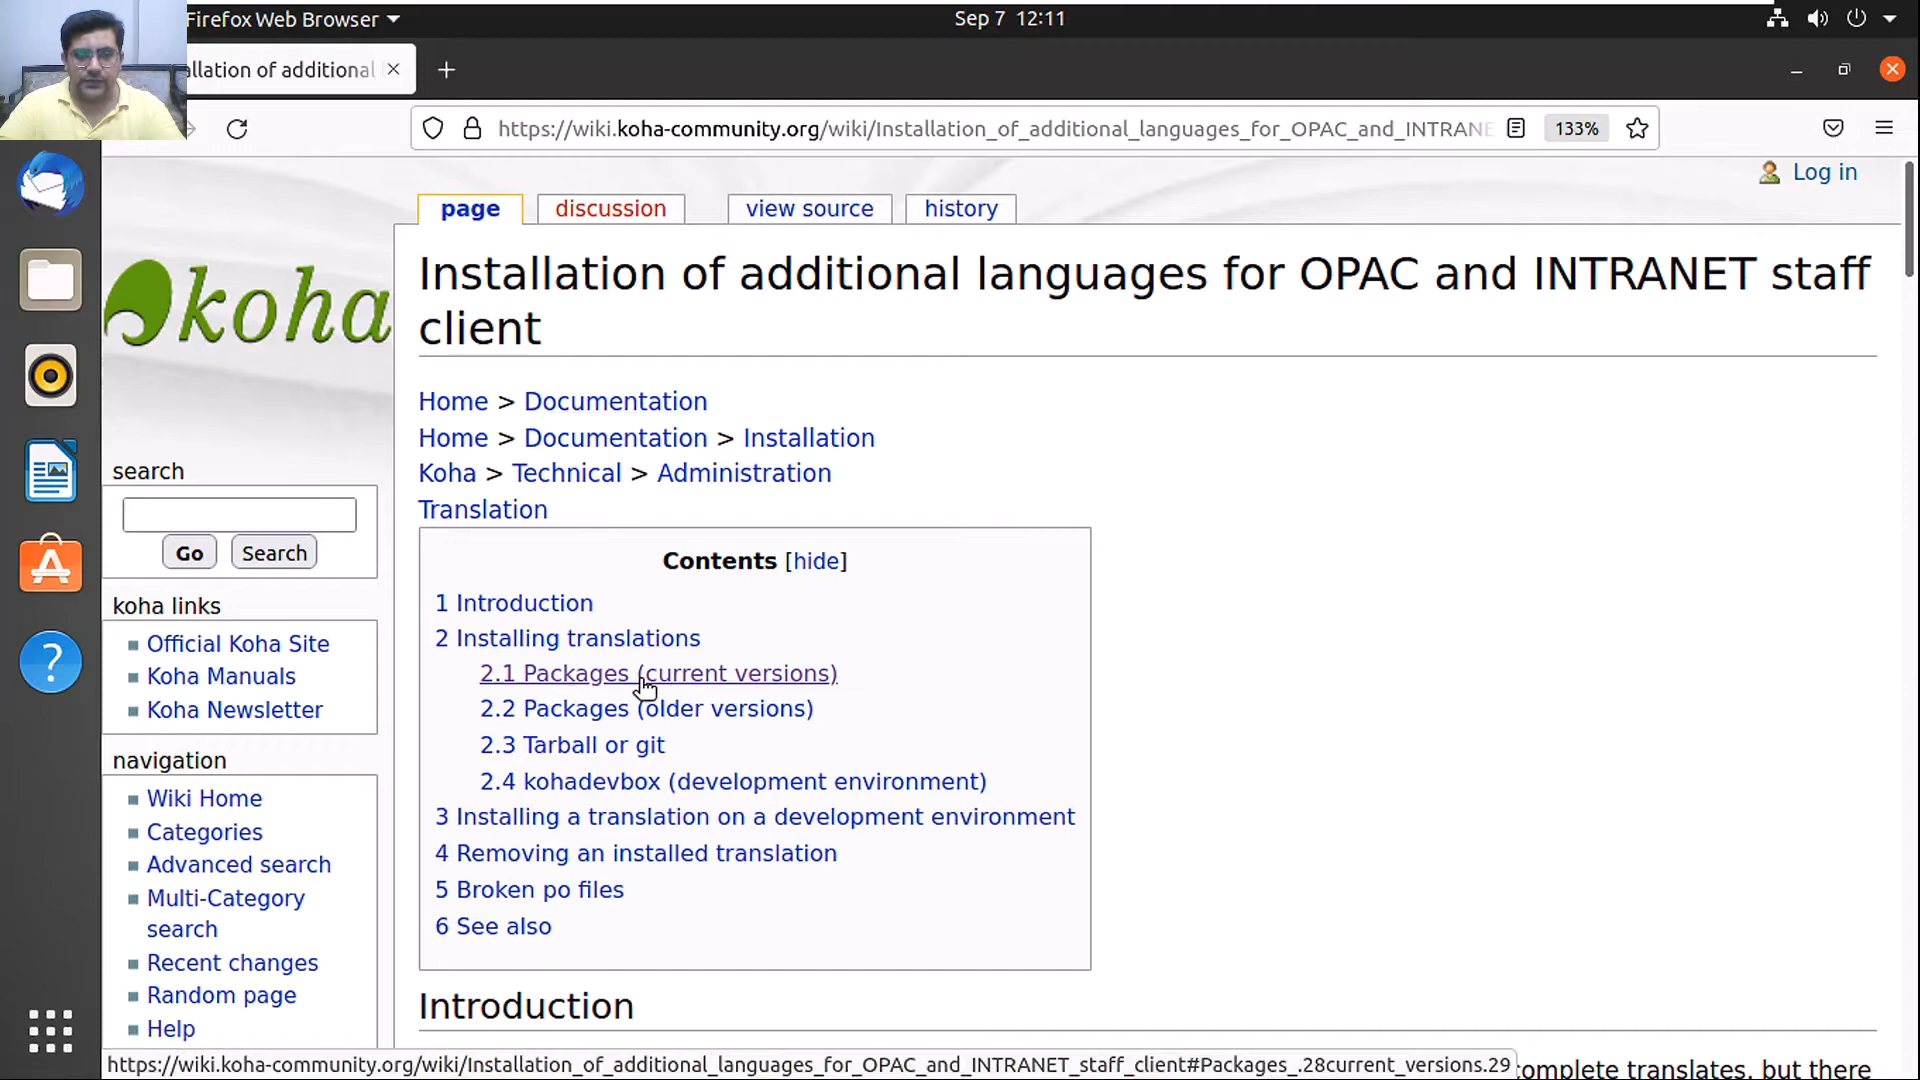 Firefox Web Browser
Sep 7 12:11
allation of additional
https://wiki.koha-community.org/wiki/Installation_of_additional_languages_for_OPAC_and_INTRANE
133%
Log in
page
discussion
view source
history
koha
Installation of additional languages for OPAC and INTRANET staff
client
Home > Documentation
Home > Documentation > Installation
Koha > Technical > Administration
Translation
search
Go
Search
koha links
Official Koha Site
Koha Manuals
Koha Newsletter
navigation
Wiki Home
Categories
Advanced search
Multi-Category
search
Recent changes
Random page
Help
Contents [hide]
1 Introduction
2 Installing translations
2.1 Packages (current versions)
2.2 Packages (older versions)
2.3 Tarball or git
2.4 kohadevbox (development environment)
3 Installing a translation on a development environment
4 Removing an installed translation
5 Broken po files
6 See also
Introduction
https://wiki.koha-community.org/wiki/Installation_of_additional_languages_for_OPAC_and_INTRANET_staff_client#Packages_.28current_versions.29
complete translates, but there